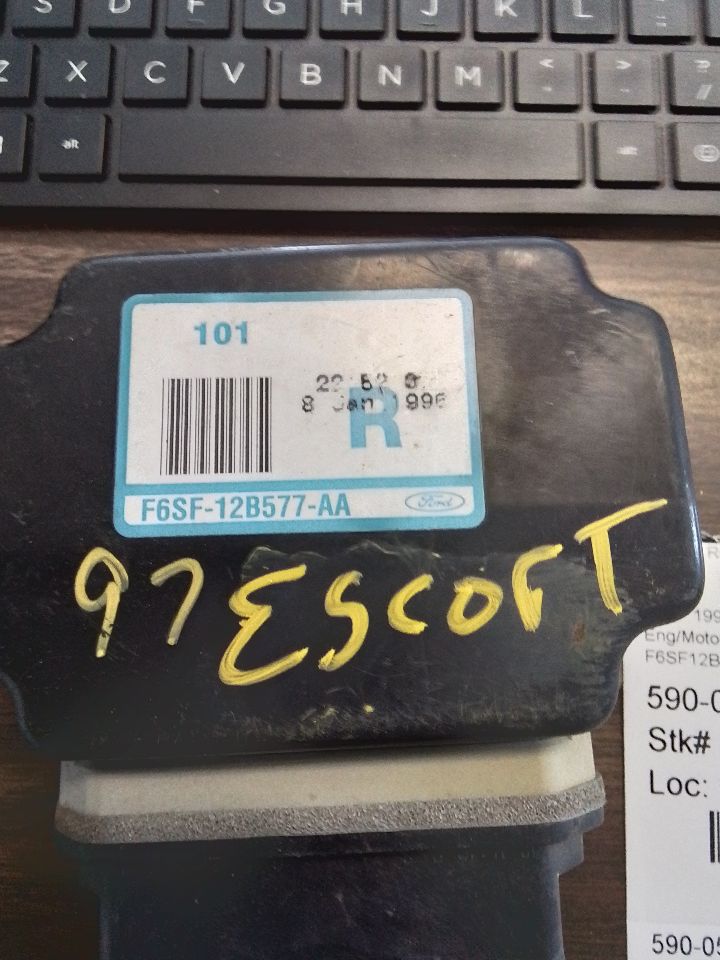 S D F G H J K L
Z X C V B N M < >
alt
101
8 Jan 1996
R
F6SF-12B577-AA
Ford
97 ESCORT
Eng/Moto
F6SF12B
590-0
Stk#
Loc:
590-05